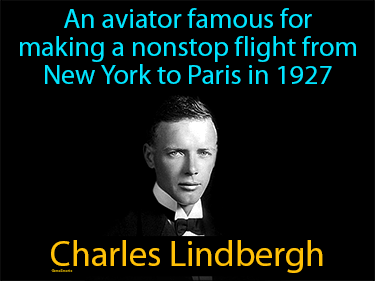 An aviator famous for
making a nonstop flight from
New York to Paris in 1927
Charles Lindbergh